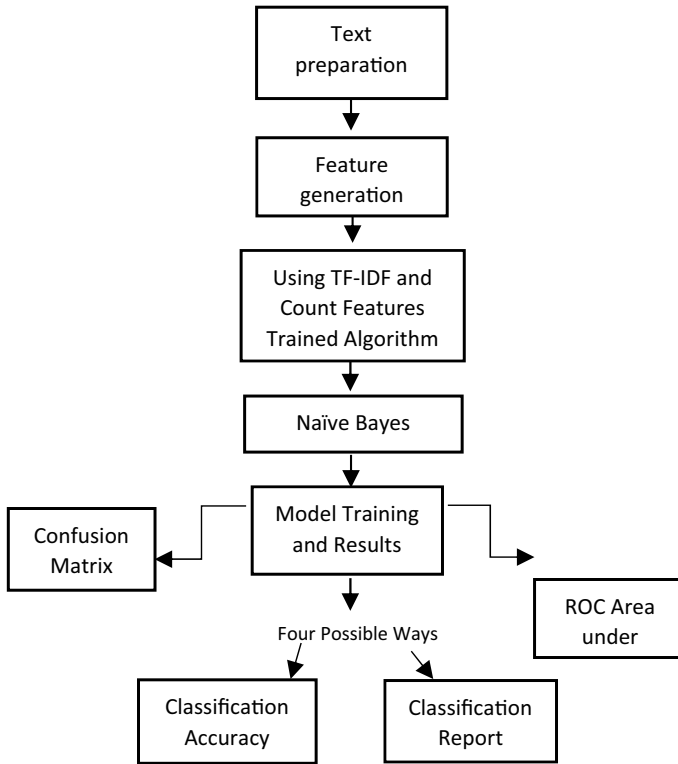 Text
preparation
Feature
generation
Using TF-IDF and
Count Features
Trained Algorithm
Naïve Bayes
Model Training
and Results
Confusion
Matrix
ROC Area
under
Four Possible Ways
Classification
Accuracy
Classification
Report